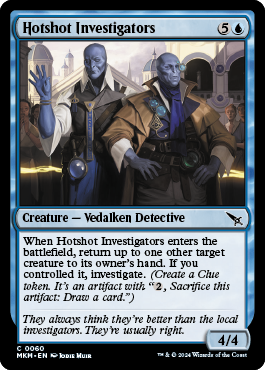 Hotshot Investigators 5
Creature — Vedalken Detective
When Hotshot Investigators enters the
battlefield, return up to one other target
creature to its owner's hand. If you
controlled it, investigate. (Create a Clue
token. It's an artifact with "2, Sacrifice this
artifact: Draw a card.")
They always think they're better than the local
investigators. They're usually right.
4/4
C 0060
MKM • EN Jodie Muir
™ & © 2024 Wizards of the Coast